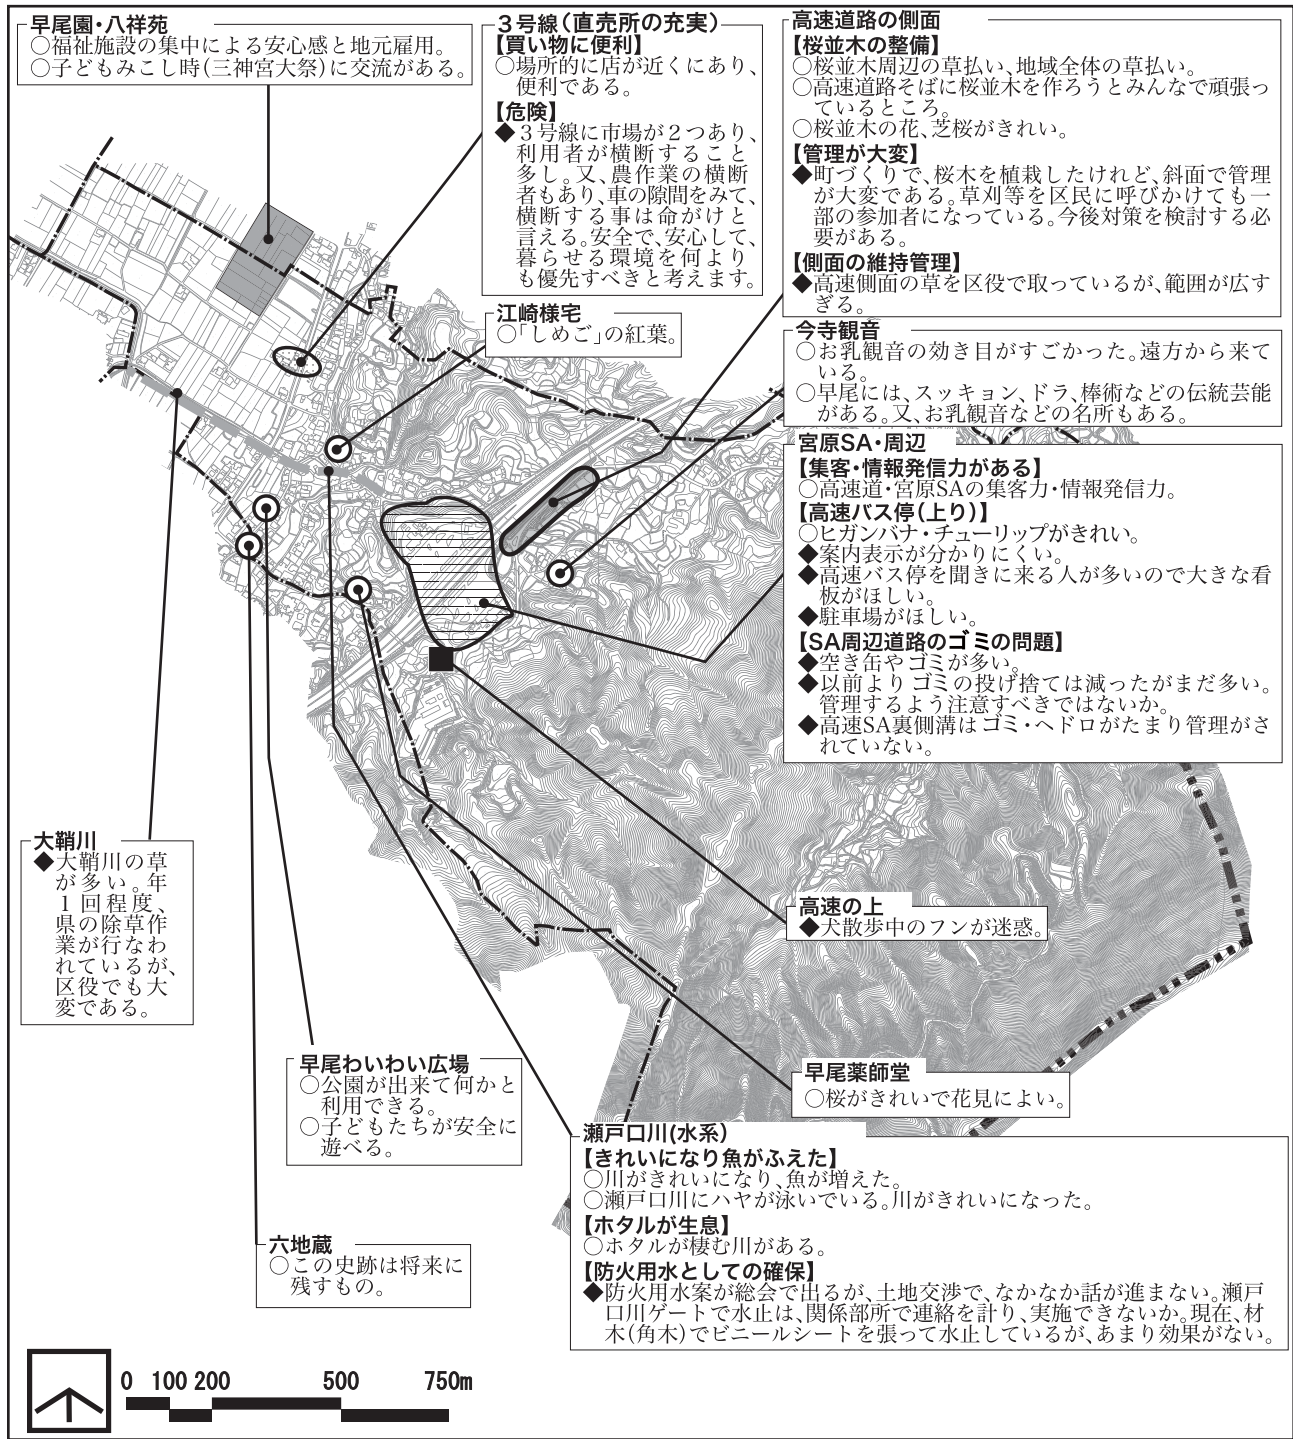 早尾園・八祥苑
○福祉施設の集中による安心感と地元雇用。
○子どもみこし時(三神宮大祭)に交流がある。
３号線(直売所の充実)
【買い物に便利】
○場所的に店が近くにあり、
便利である。
【危険】
◆３号線に市場が２つあり、
利用者が横断すること
多し。又、農作業の横断
者もあり、車の隙間をみて、
横断する事は命がけと
言える。安全で、安心して、
暮らせる環境を何より
も優先すべきと考えます。
高速道路の側面
【桜並木の整備】
○桜並木周辺の草払い、地域全体の草払い。
○高速道路そばに桜並木を作ろうとみんなで頑張っ
ているところ。
○桜並木の花、芝桜がきれい。
【管理が大変】
◆町づくりで、桜木を植栽したけれど、斜面で管理
が大変である。草刈等を区民に呼びかけても一
部の参加者になっている。今後対策を検討する必
要がある。
【側面の維持管理】
◆高速側面の草を区役で取っているが、範囲が広す
ぎる。
江崎様宅
○「しめご」の紅葉。
今寺観音
○お乳観音の効き目がすごかった。遠方から来て
いる。
○早尾には、スッキョン、ドラ、棒術などの伝統芸能
がある。又、お乳観音などの名所もある。
宮原SA・周辺
【集客・情報発信力がある】
○高速道・宮原SAの集客力・情報発信力。
【高速バス停(上り)】
○ヒガンバナ・チューリップがきれい。
◆案内表示が分かりにくい。
◆高速バス停を聞きに来る人が多いので大きな看
板がほしい。
◆駐車場がほしい。
【SA周辺道路のゴミの問題】
◆空き缶やゴミが多い。
◆以前よりゴミの投げ捨ては減ったがまだ多い。
管理するよう注意すべきではないか。
◆高速SA裏側溝はゴミ・ヘドロがたまり管理がさ
れていない。
大鞘川
◆大鞘川の草
が多い。年
１回程度、
県の除草作
業が行なわ
れているが、
区役でも大
変である。
高速の上
◆犬散歩中のフンが迷惑。
早尾わいわい広場
○公園が出来て何かと
利用できる。
○子どもたちが安全に
遊べる。
早尾薬師堂
○桜がきれいで花見によい。
六地蔵
○この史跡は将来に
残すもの。
瀬戸口川(水系)
【きれいになり魚がふえた】
○川がきれいになり、魚が増えた。
○瀬戸口川にハヤが泳いでいる。川がきれいになった。
【ホタルが生息】
○ホタルが棲む川がある。
【防火用水としての確保】
◆防火用水案が総会で出るが、土地交渉で、なかなか話が進まない。瀬戸
口川ゲートで水止は、関係部所で連絡を計り、実施できないか。現在、材
木(角木)でビニールシートを張って水止しているが、あまり効果がない。
0 100 200 500 750m